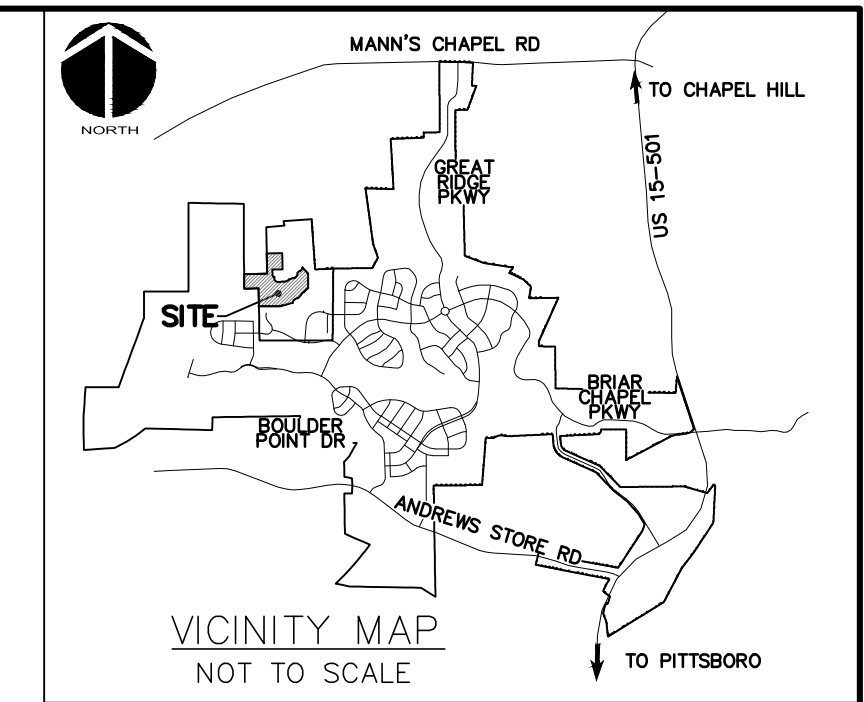 MANN'S CHAPEL RD
TO CHAPEL HILL
NORTH
US 15-501
GREAT
RIDGE
PKWY
SITE
BRIAR
CHAPEL
PKWY
BOULDER
POINT DR
ANDREWS STORE RD
VICINITY MAP
NOT TO SCALE
TO PITTSBORO